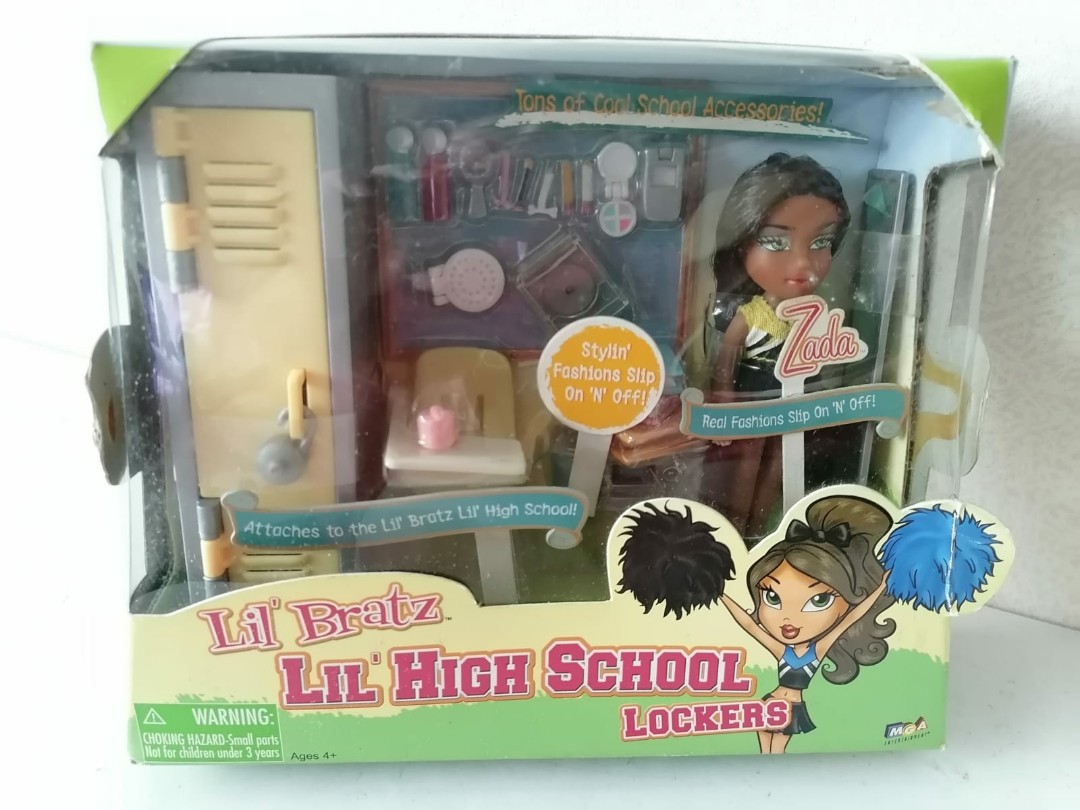 Tons of Cool School Accessories!
Stylin'
Fashions Slip
On 'N' Off!
Zada
Real Fashions Slip On 'N' Off!
Attaches to the Lil' Bratz Lil' High School!
Lil' Bratz™
LIL' HIGH SCHOOL
LOCKERS
WARNING:
CHOKING HAZARD-Small parts
Not for children under 3 years
Ages 4+
MGA
ENTERTAINMENT